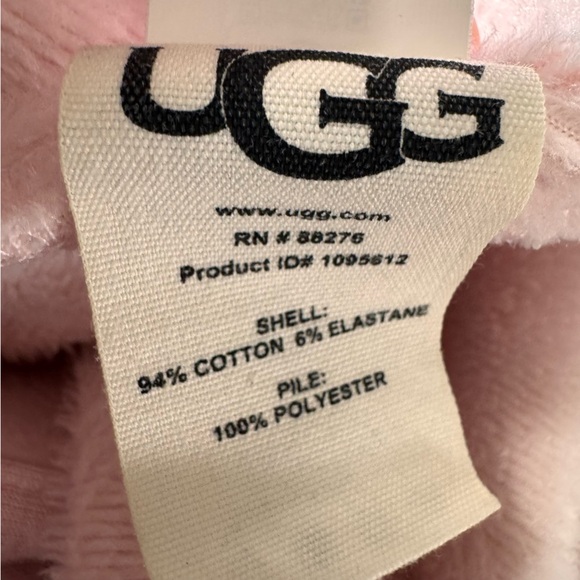 UGG
www.ugg.com
RN # 88276
Product ID# 1095612
SHELL:
94% COTTON 6% ELASTANE
PILE:
100% POLYESTER